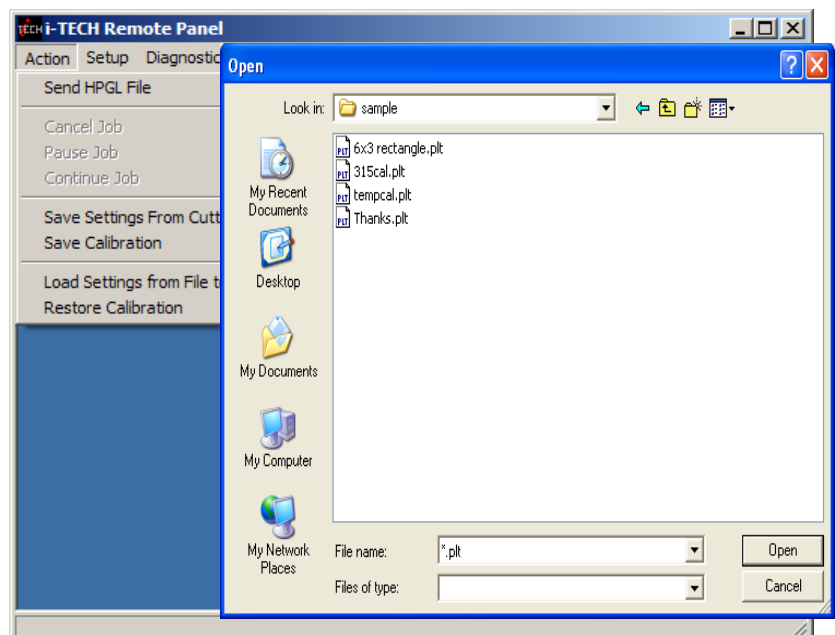 TECH i-TECH Remote Panel
Action Setup Diagnostic
Send HPGL File
Cancel Job
Pause Job
Continue Job
Save Settings From Cutt
Save Calibration
Load Settings from File t
Restore Calibration
Open
Look in: sample
6x3 rectangle.plt
315cal.plt
tempcal.plt
Thanks.plt
My Recent
Documents
Desktop
My Documents
My Computer
My Network
Places
File name: *.plt Open
Files of type: Cancel